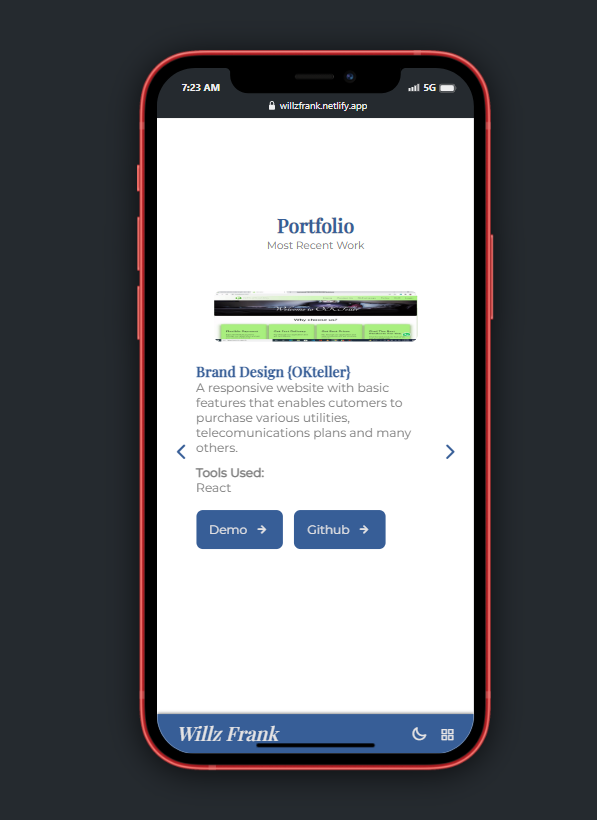 7:23 AM
5G
willzfrank.netlify.app
Portfolio
Most Recent Work
Welcome to OKTeller
Why choose us?
Brand Design {OKteller}
A responsive website with basic
features that enables cutomers to
purchase various utilities,
telecomunications plans and many
others.
Tools Used:
React
Demo
Github
Willz Frank